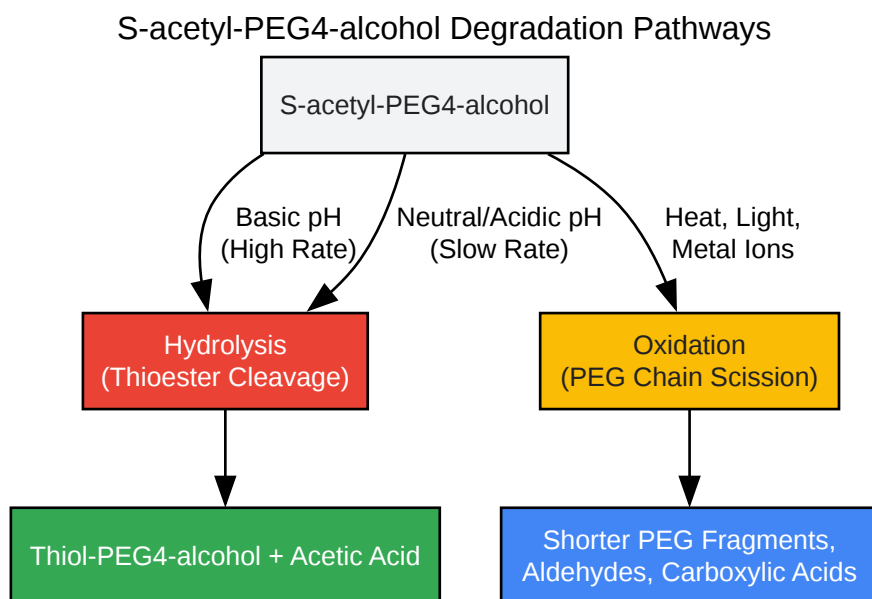 S-acetyl-PEG4-alcohol Degradation Pathways
S-acetyl-PEG4-alcohol
Basic pH
(High Rate)
Neutral/Acidic pH
(Slow Rate)
Heat, Light,
Metal Ions
Hydrolysis
(Thioester Cleavage)
Oxidation
(PEG Chain Scission)
Thiol-PEG4-alcohol + Acetic Acid
Shorter PEG Fragments,
Aldehydes, Carboxylic Acids